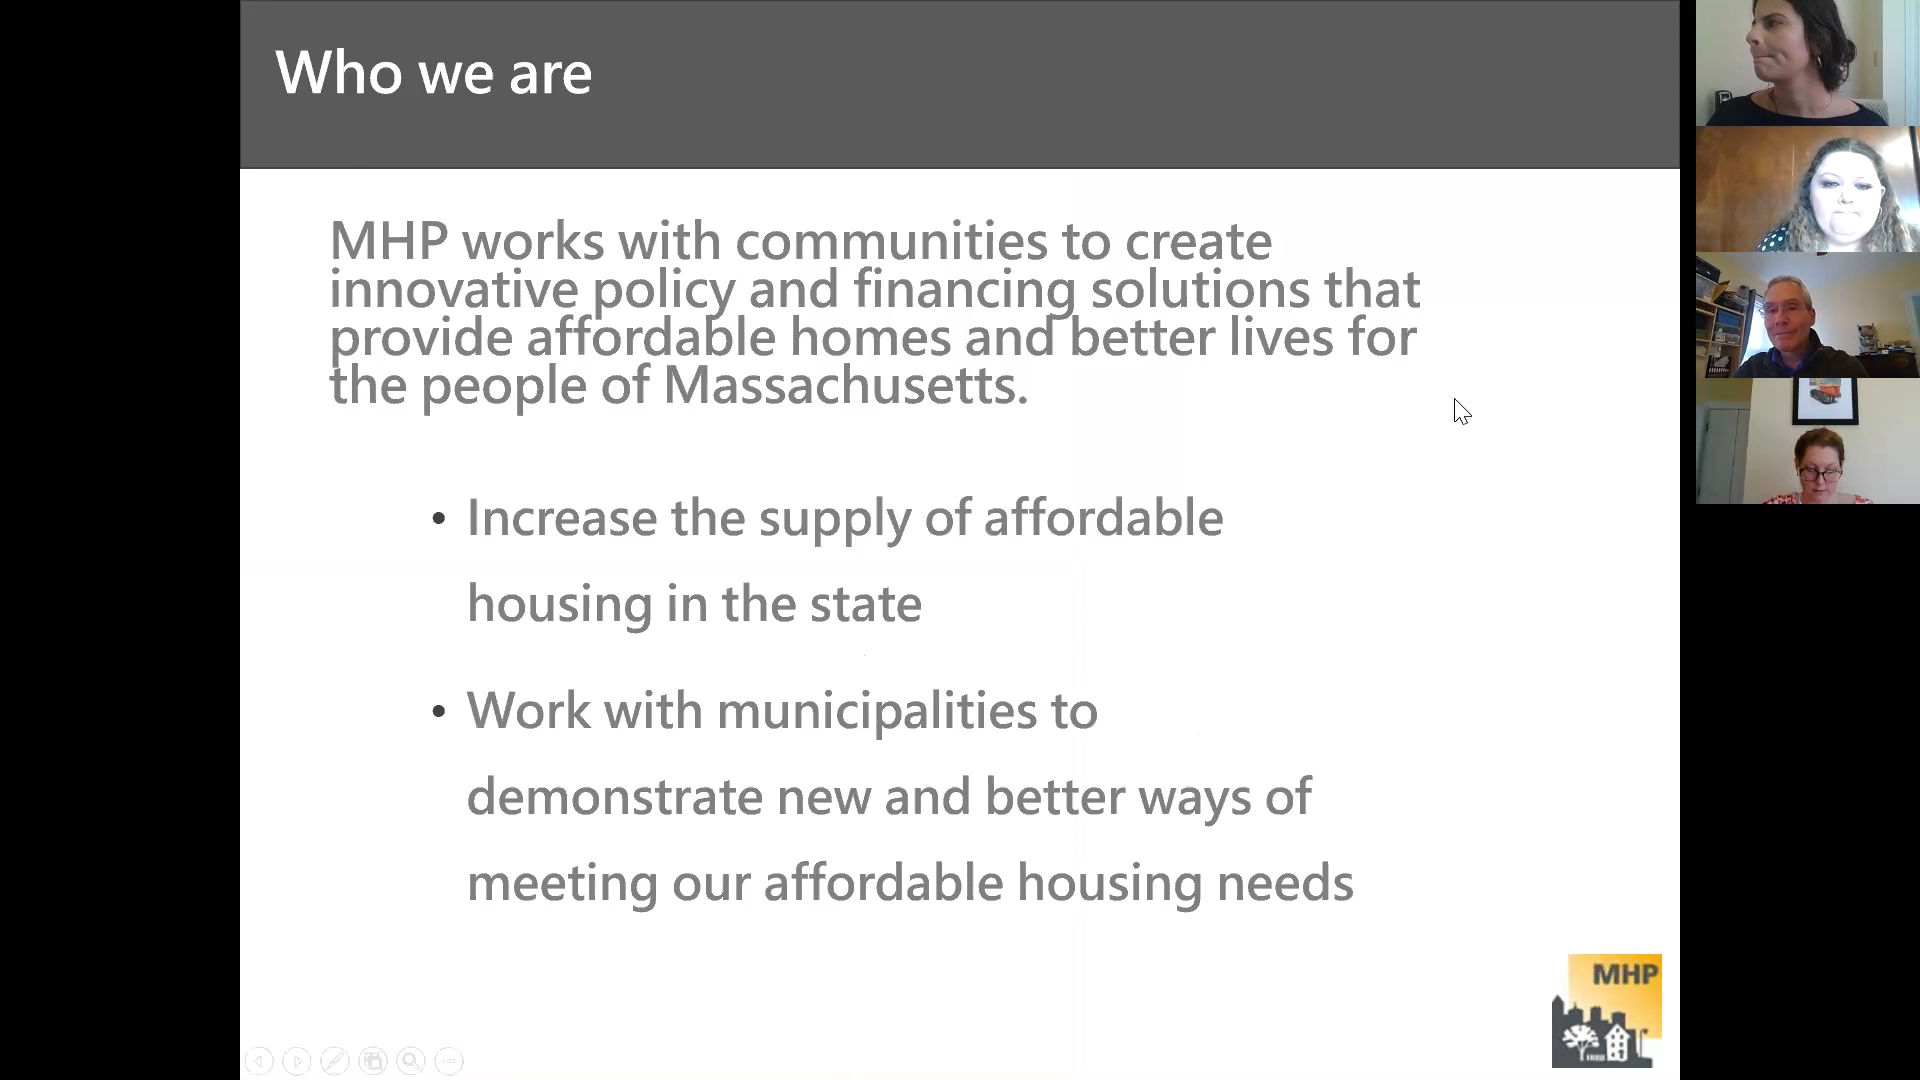 Who we are
MHP works with communities to create
innovative policy and financing solutions that
provide affordable homes and better lives for
the people of Massachusetts.
• Increase the supply of affordable
housing in the state
• Work with municipalities to
demonstrate new and better ways of
meeting our affordable housing needs
MHP